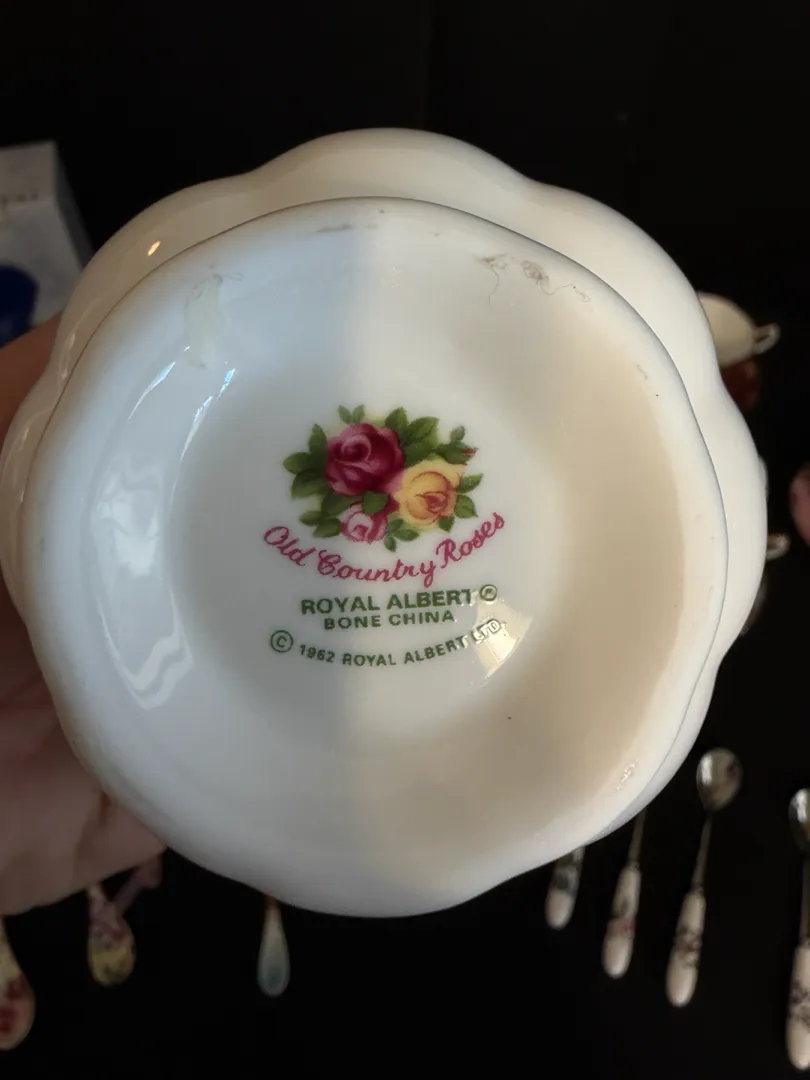 Old Country Roses
ROYAL ALBERT ®
BONE CHINA
© 1962 ROYAL ALBERT LTD